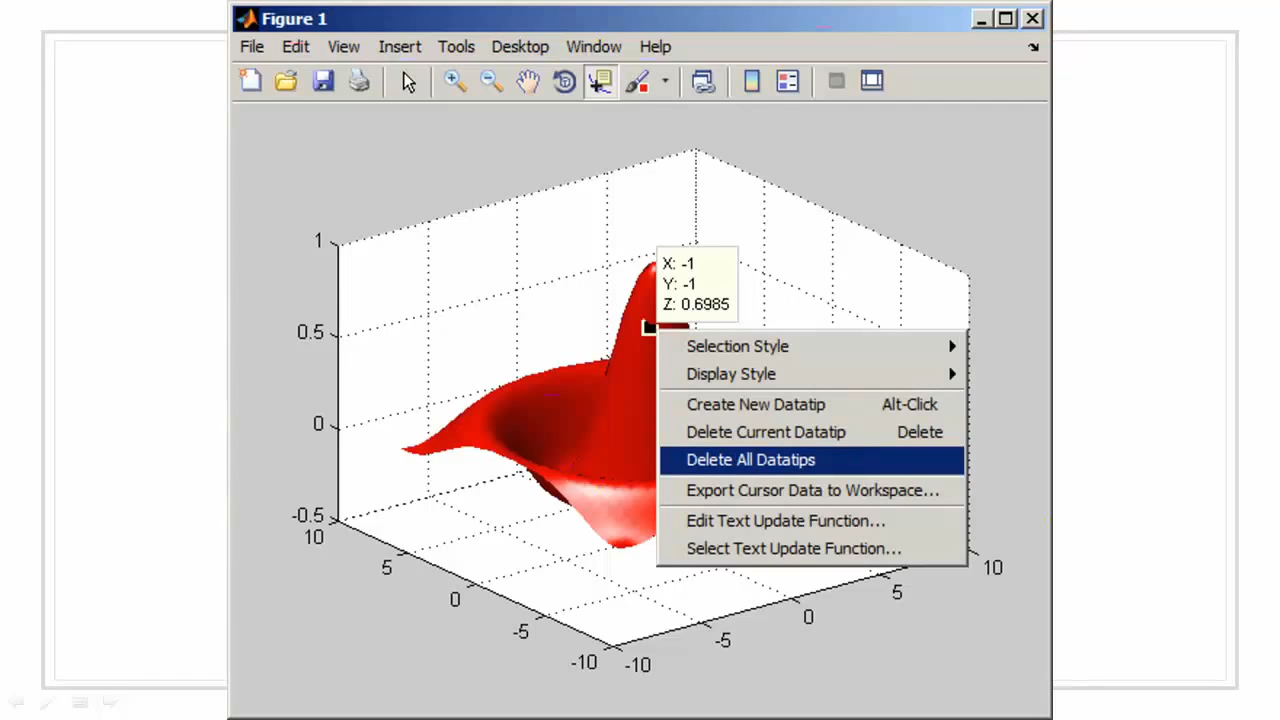 Figure 1
File Edit View Insert Tools Desktop Window Help
1
0.5
0
-0.5
X: -1
Y: -1
Z: 0.6985
Selection Style
Display Style
Create New Datatip Alt-Click
Delete Current Datatip Delete
Delete All Datatips
Export Cursor Data to Workspace...
Edit Text Update Function...
Select Text Update Function...
10
5
0
-5
-10
-10
-5
0
5
10